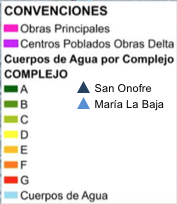 CONVENCIONES
Obras Principales
Centros Poblados Obras Delta
Cuerpos de Agua por Complejo
COMPLEJO
A
San Onofre
B
María La Baja
C
D
E
F
G
Cuerpos de Agua